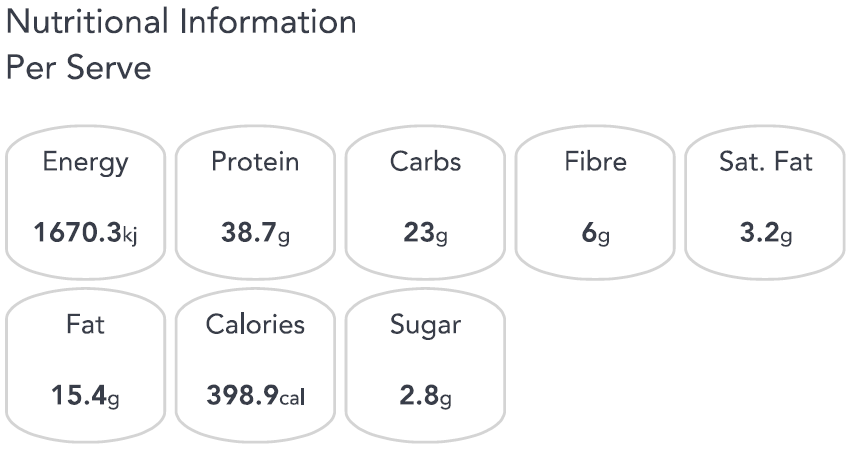 Nutritional Information
Per Serve
Energy Protein Carbs Fibre Sat. Fat
1670.3kj 38.7g 23g 6g 3.2g
Fat Calories Sugar
15.4g 398.9cal 2.8g